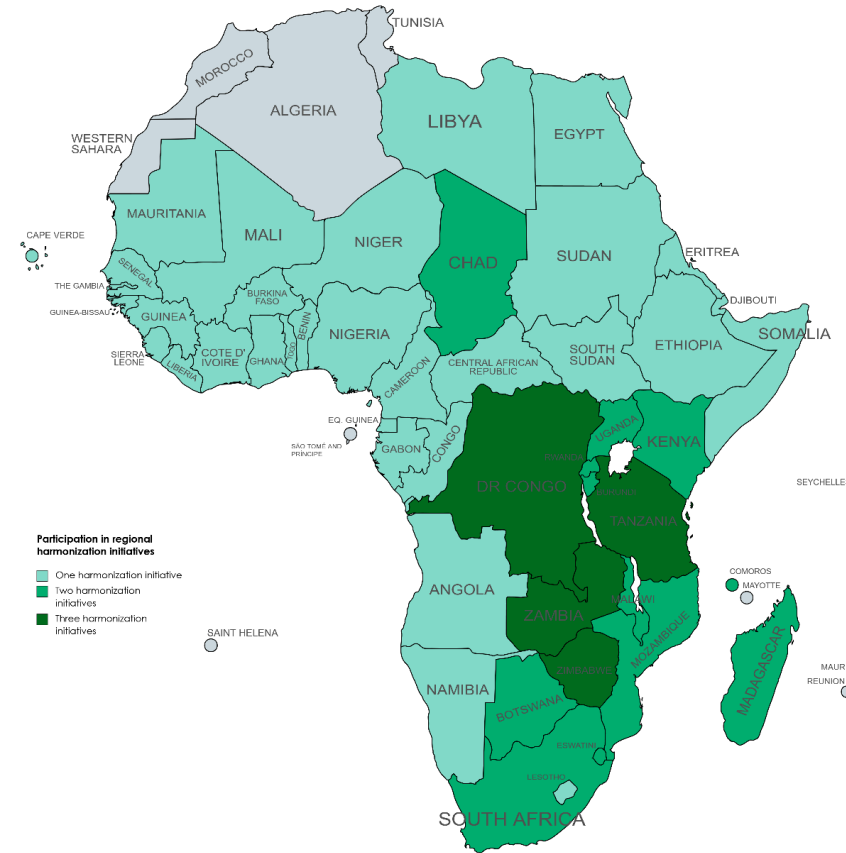 TUNISIA
MOROCCO
ALGERIA
LIBYA
EGYPT
WESTERN
SAHARA
MAURITANIA
MALI
NIGER
CHAD
SUDAN
ERITREA
CAPE VERDE
SENEGAL
THE GAMBIA
GUINEA-BISSAU
GUINEA
BURKINA
FASO
BENIN
NIGERIA
DJIBOUTI
SOMALIA
ETHIOPIA
SOUTH
SUDAN
SIERRA
LEONE
LIBERIA
COTE D'
IVOIRE
GHANA
TOGO
CAMEROON
CENTRAL AFRICAN
REPUBLIC
EQ. GUINEA
SÃO TOMÉ AND
PRÍNCIPE
GABON
CONGO
UGANDA
KENYA
RWANDA
BURUNDI
DR CONGO
TANZANIA
SEYCHELLE
Participation in regional
harmonization initiatives
One harmonization initiative
Two harmonization
initiatives
Three harmonization
initiatives
ANGOLA
ZAMBIA
MALAWI
COMOROS
MAYOTTE
SAINT HELENA
MOZAMBIQUE
MADAGASCAR
ZIMBABWE
MAUR
REUNION
NAMIBIA
BOTSWANA
ESWATINI
LESOTHO
SOUTH AFRICA